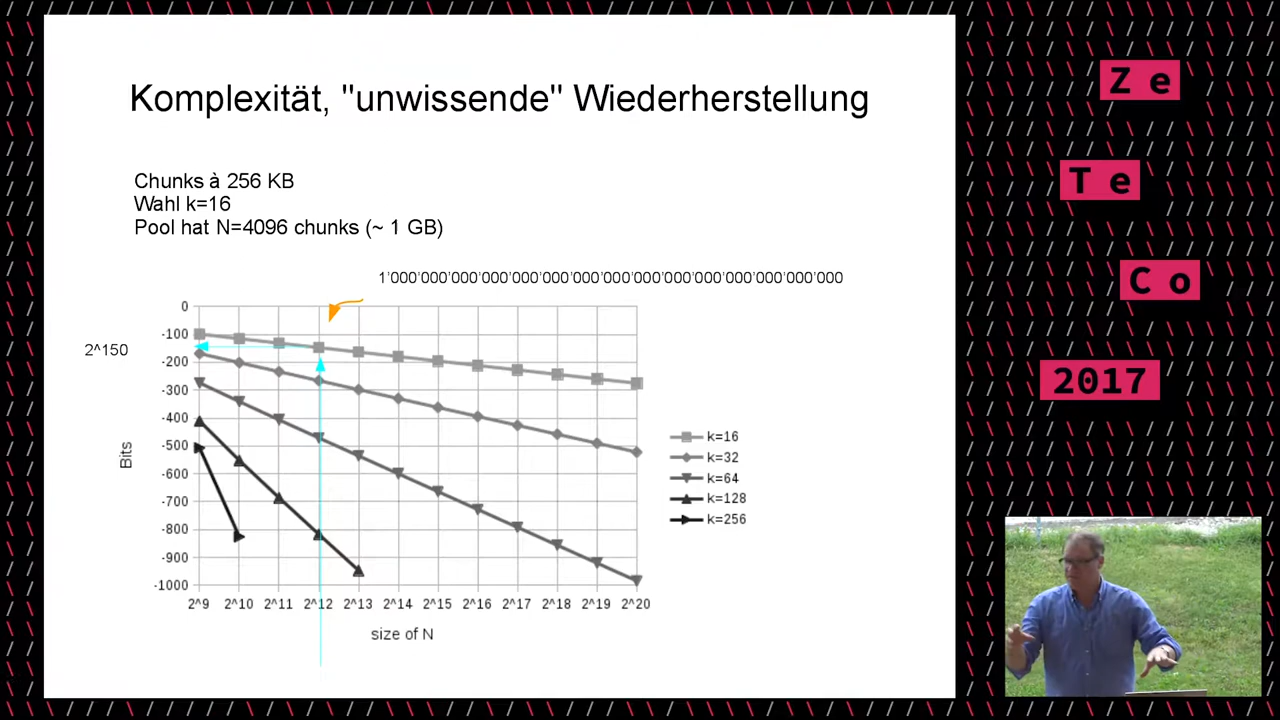 Komplexität, "unwissende" Wiederherstellung
Chunks à 256 KB
Wahl k=16
Pool hat N=4096 chunks (~ 1 GB)
1’000’000’000’000’000’000’000’000’000’000’000’000’000’000’000
2^150
0
-100
-200
-300
-400
-500
-600
-700
-800
-900
-1000
Bits
2^9 2^10 2^11 2^12 2^13 2^14 2^15 2^16 2^17 2^18 2^19 2^20
size of N
k=16
k=32
k=64
k=128
k=256
Z e
T e
C o
2017